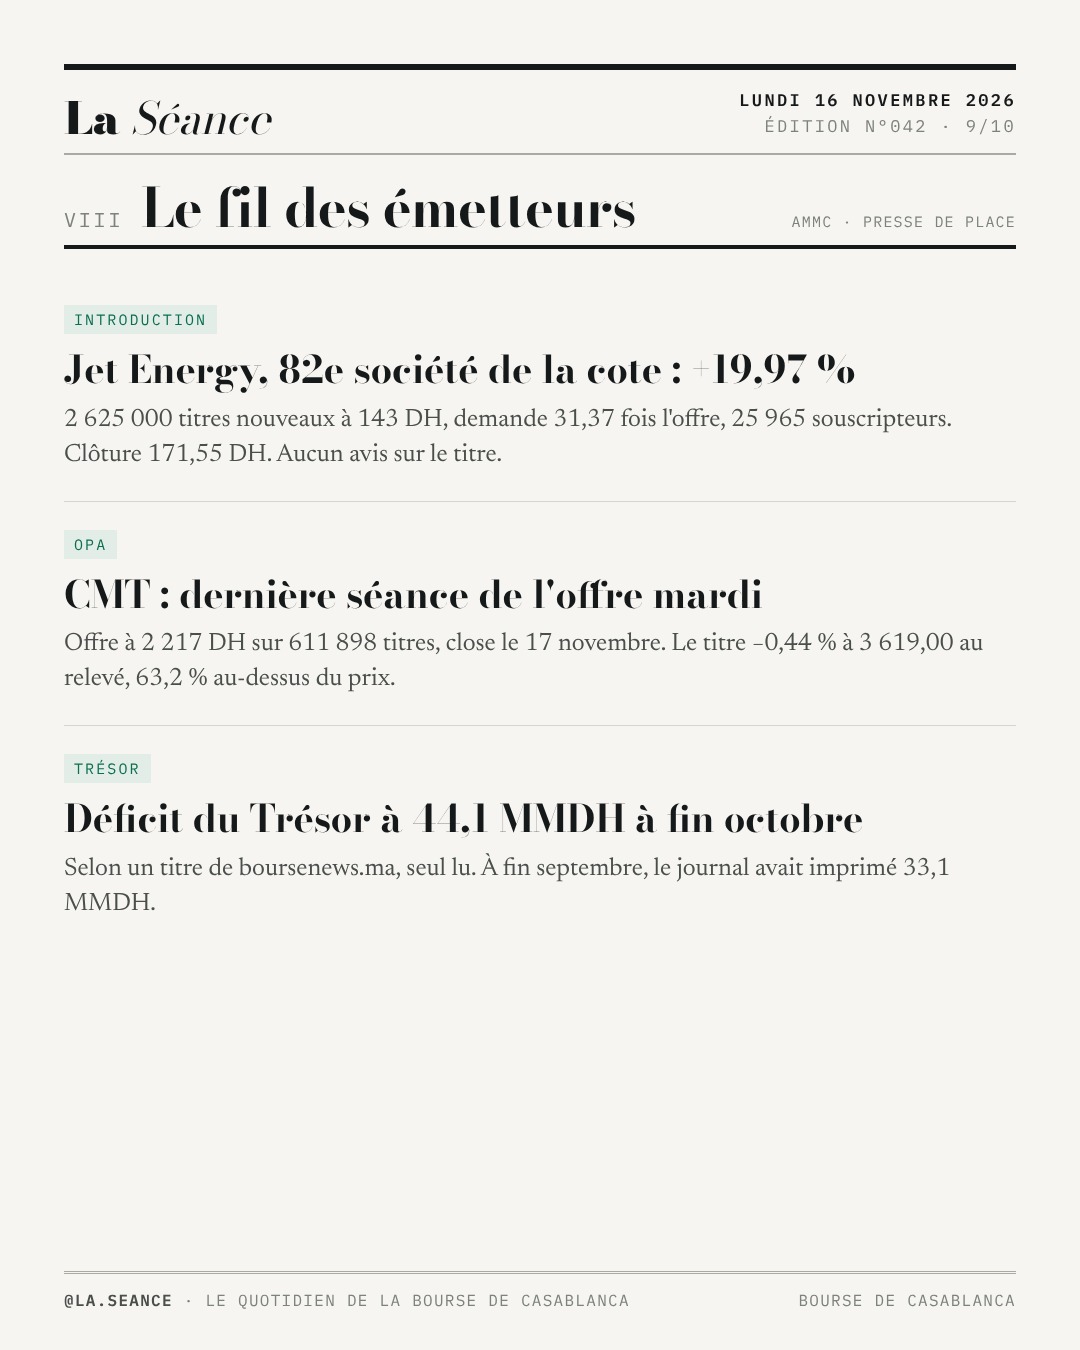 La Séance
LUNDI 16 NOVEMBRE 2026
ÉDITION N°042 · 9/10
VIII Le fil des émetteurs
AMMC · PRESSE DE PLACE
INTRODUCTION
Jet Energy, 82e société de la cote : +19,97 %
2 625 000 titres nouveaux à 143 DH, demande 31,37 fois l'offre, 25 965 souscripteurs.
Clôture 171,55 DH. Aucun avis sur le titre.
OPA
CMT : dernière séance de l'offre mardi
Offre à 2 217 DH sur 611 898 titres, close le 17 novembre. Le titre −0,44 % à 3 619,00 au
relevé, 63,2 % au-dessus du prix.
TRÉSOR
Déficit du Trésor à 44,1 MMDH à fin octobre
Selon un titre de boursenews.ma, seul lu. À fin septembre, le journal avait imprimé 33,1
MMDH.
@LA.SEANCE · LE QUOTIDIEN DE LA BOURSE DE CASABLANCA
BOURSE DE CASABLANCA